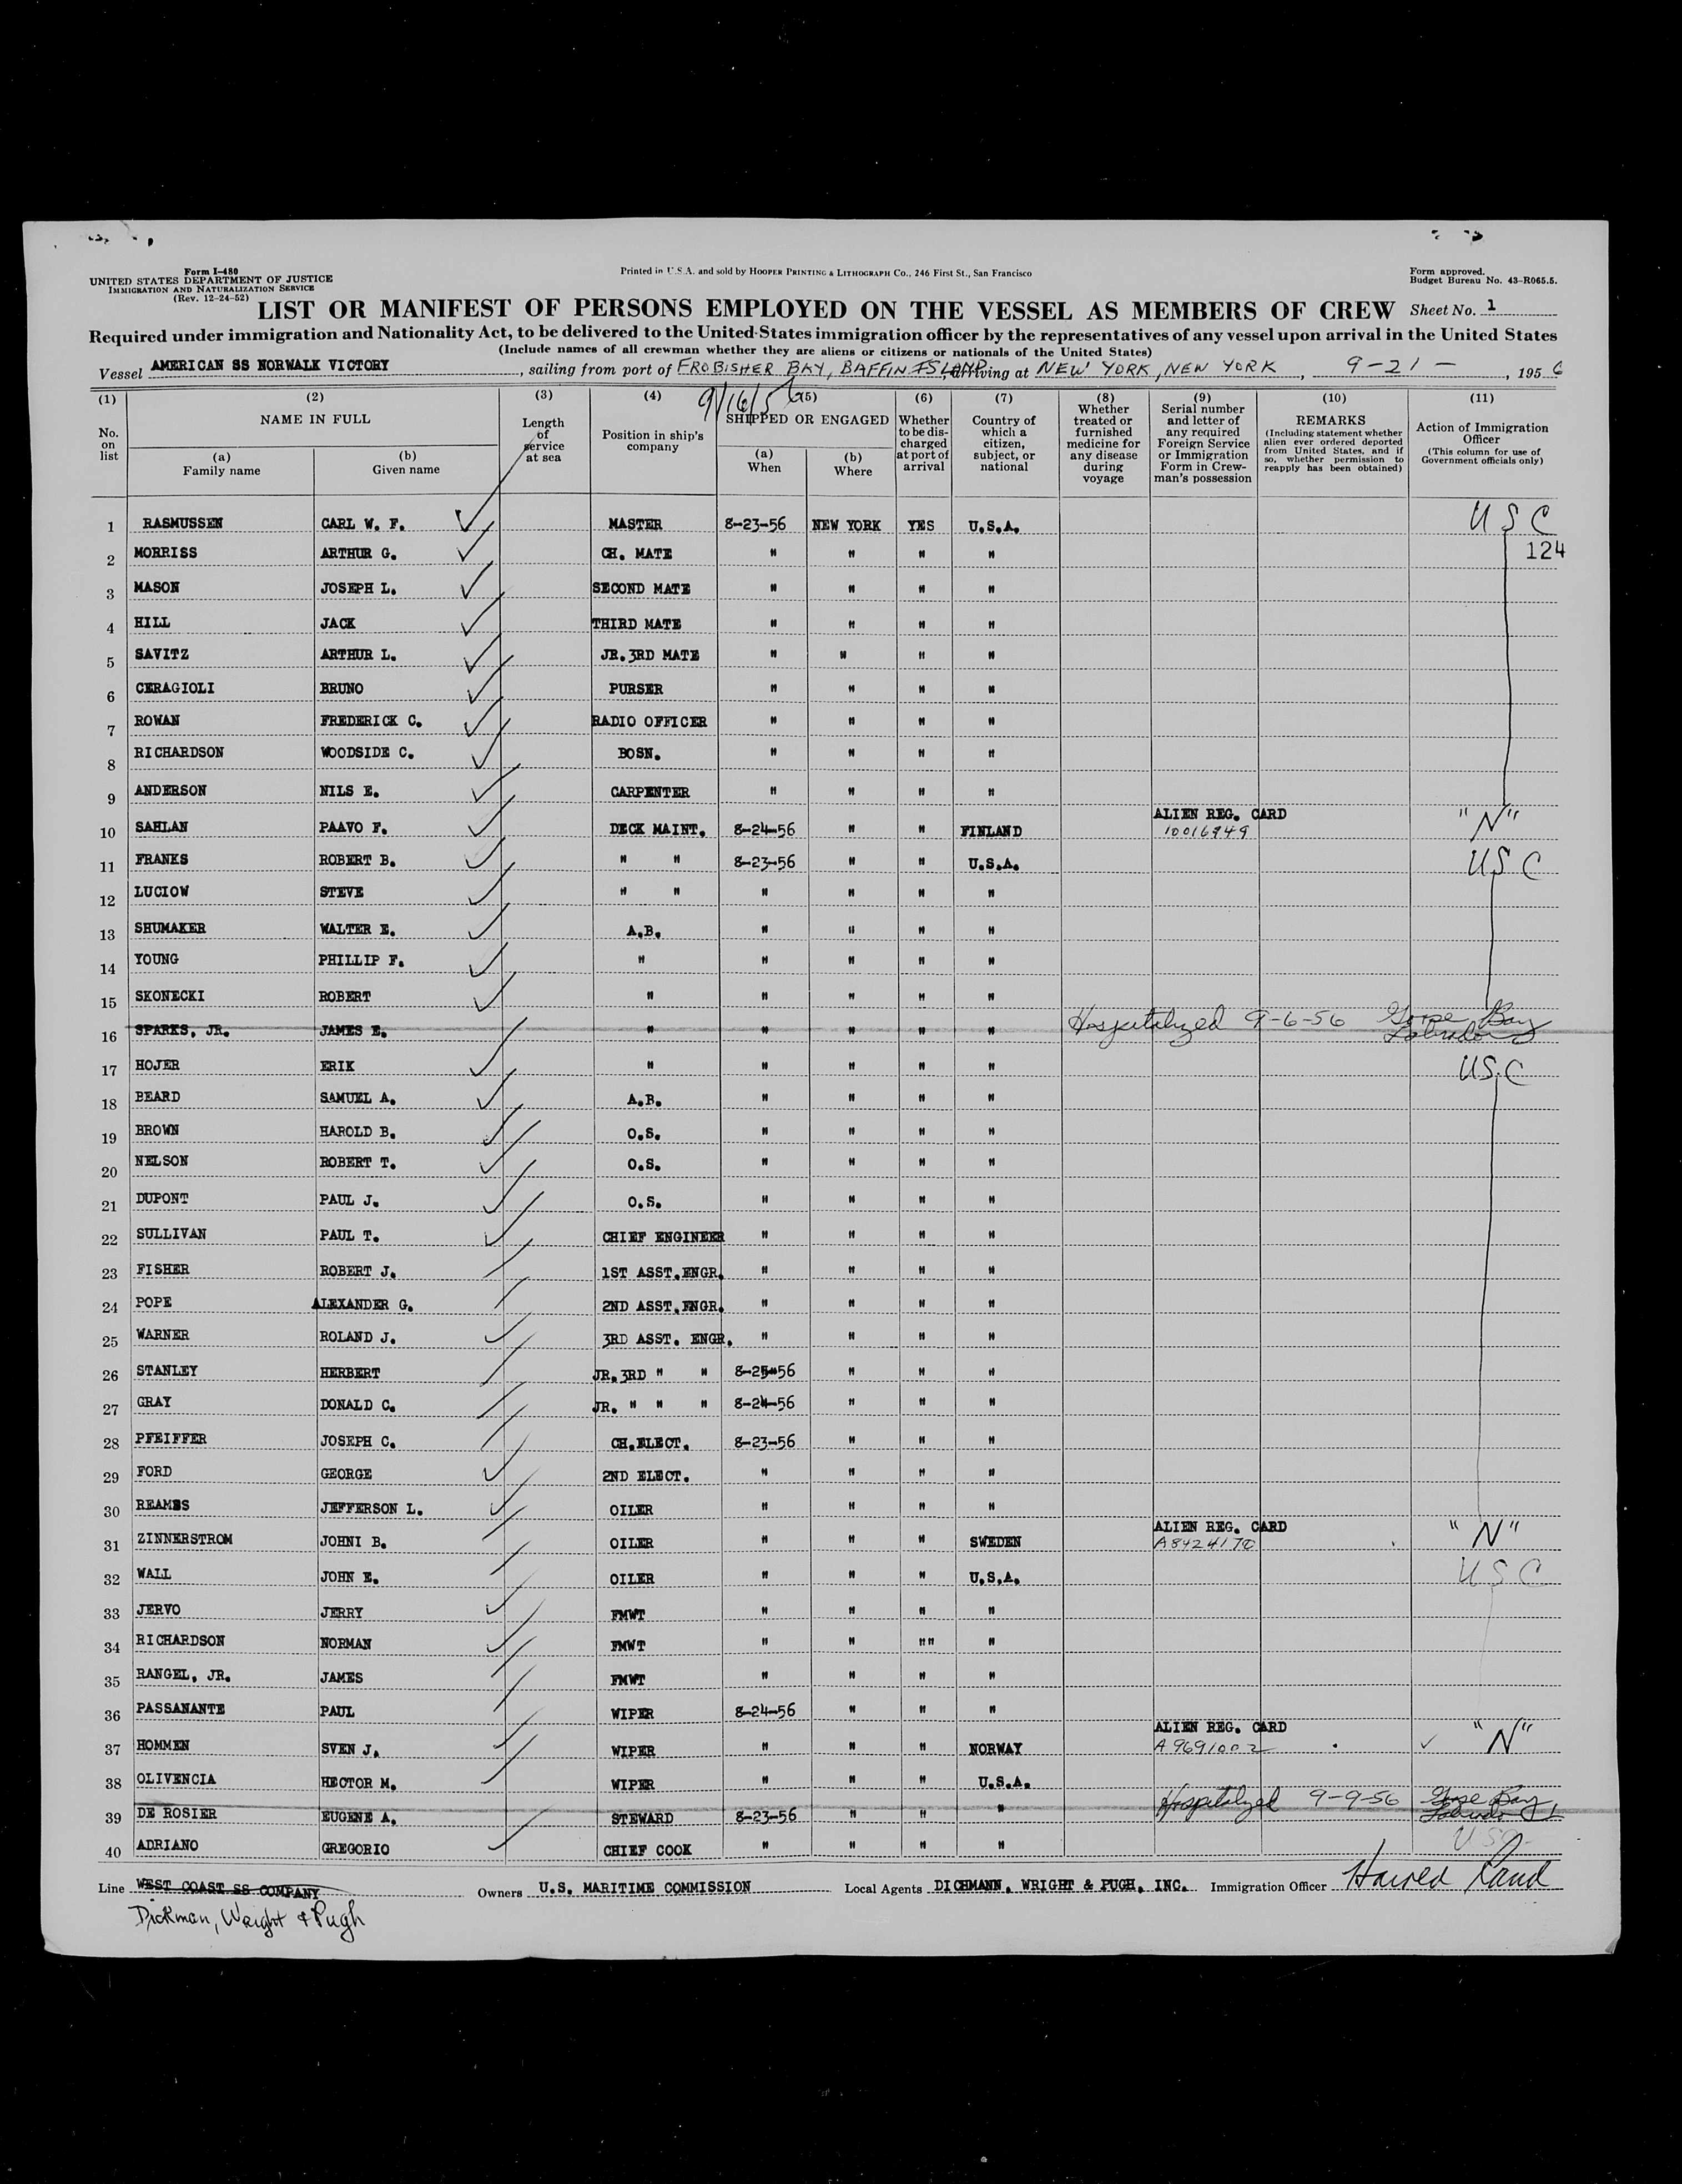 Form I-480
UNITED STATES DEPARTMENT OF JUSTICE
IMMIGRATION AND NATURALIZATION SERVICE
(Rev. 12-24-52)
Printed in U.S.A. and sold by HOOPER PRINTING & LITHOGRAPH Co., 246 First St., San Francisco
Form approved.
Budget Bureau No. 43-R065.5.
LIST OR MANIFEST OF PERSONS EMPLOYED ON THE VESSEL AS MEMBERS OF CREW Sheet No. 1
Required under immigration and Nationality Act, to be delivered to the United States immigration officer by the representatives of any vessel upon arrival in the United States
(Include names of all crewman whether they are aliens or citizens or nationals of the United States)
Vessel AMERICAN SS NORWALK VICTORY, sailing from port of FROBISHER BAY, BAFFIN ISLAND, arriving at NEW YORK, NEW YORK, 9-21-, 1956
9/16/56
(1) No. on list
(2) NAME IN FULL (a) Family name (b) Given name
(3) Length of service at sea
(4) Position in ship's company
(5) SHIPPED OR ENGAGED (a) When (b) Where
(6) Whether to be discharged at port of arrival
(7) Country of which a citizen, subject, or national
(8) Whether treated or furnished medicine for any disease during voyage
(9) Serial number and letter of any required Foreign Service or Immigration Form in Crewman's possession
(10) REMARKS (Including statement whether alien ever ordered deported from United States, and if so, whether permission to reapply has been obtained)
(11) Action of Immigration Officer (This column for use of Government officials only)
1 RASMUSSEN CARL W. F. MASTER 8-23-56 NEW YORK YES U.S.A. USC
124
2 MORRISS ARTHUR G. CH. MATE " " " "
3 MASON JOSEPH L. SECOND MATE " " " "
4 HILL JACK THIRD MATE " " " "
5 SAVITZ ARTHUR L. JR. 3RD MATE " " " "
6 CERAGIOLI BRUNO PURSER " " " "
7 ROWAN FREDERICK C. RADIO OFFICER " " " "
8 RICHARDSON WOODSIDE C. BOSN. " " " "
9 ANDERSON NILS E. CARPENTER " " " "
10 SAHLAN PAAVO F. DECK MAINT. 8-24-56 " " FINLAND ALIEN REG. CARD 10016949 "N"
11 FRANKS ROBERT B. " " 8-23-56 " " U.S.A. USC
12 LUCIOW STEVE " " " " " "
13 SHUMAKER WALTER E. A.B. " " " "
14 YOUNG PHILLIP F. " " " " "
15 SKONECKI ROBERT " " " " "
16 SPARKS, JR. JAMES E. " " " " " Hospitalized 9-6-56 Goose Bay Labrador
17 HOJER ERIK " " " " " USC
18 BEARD SAMUEL A. A.B. " " " "
19 BROWN HAROLD B. O.S. " " " "
20 NELSON ROBERT T. O.S. " " " "
21 DUPONT PAUL J. O.S. " " " "
22 SULLIVAN PAUL T. CHIEF ENGINEER " " " "
23 FISHER ROBERT J. 1ST ASST.ENGR. " " " "
24 POPE ALEXANDER G. 2ND ASST.ENGR. " " " "
25 WARNER ROLAND J. 3RD ASST. ENGR. " " " "
26 STANLEY HERBERT JR. 3RD " " 8-25-56 " " "
27 GRAY DONALD C. JR. " " " 8-24-56 " " "
28 PFEIFFER JOSEPH C. CH.ELECT. 8-23-56 " " "
29 FORD GEORGE 2ND ELECT. " " " "
30 REAMES JEFFERSON L. OILER " " " "
31 ZINNERSTROM JOHNI B. OILER " " " SWEDEN ALIEN REG. CARD A8424170 "N"
32 WALL JOHN E. OILER " " " U.S.A. USC
33 JERVO JERRY FMWT " " " "
34 RICHARDSON NORMAN FMWT " " "" "
35 RANGEL, JR. JAMES FMWT " " " "
36 PASSANANTE PAUL WIPER 8-24-56 " " "
37 HOMMEN SVEN J. WIPER " " " NORWAY ALIEN REG. CARD A9691002 "N"
38 OLIVENCIA HECTOR M. WIPER " " " U.S.A.
39 DE ROSIER EUGENE A. STEWARD 8-23-56 " " " Hospitalized 9-9-56 Goose Bay Labrador
40 ADRIANO GREGORIO CHIEF COOK " " " " USC
Line WEST COAST SS COMPANY Owners U.S. MARITIME COMMISSION Local Agents DICHMANN, WRIGHT & PUGH, INC. Immigration Officer Harold Rand
Dickman, Wright & Pugh